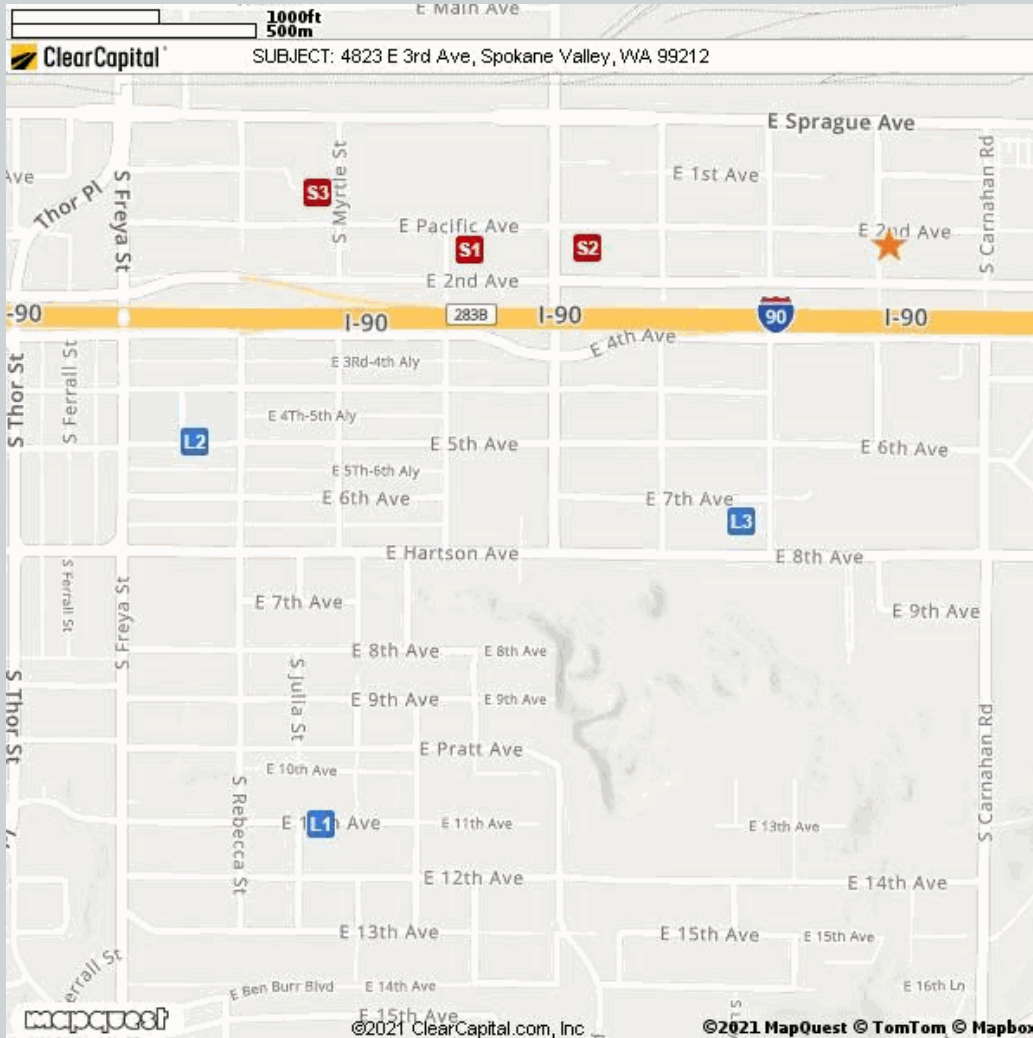 E Main Ave
1000ft
500m
ClearCapital
SUBJECT: 4823 E 3rd Ave, Spokane Valley, WA 99212
E Sprague Ave
S Myrtle St
S Carnahan Rd
Ave
Thor Pl
S Freya St
S3
E 1st Ave
E Pacific Ave
S1
S2
E 2nd Ave
E 2nd Ave
-90
I-90
283B
I-90
90
I-90
E 4th Ave
S Thor St
S Ferrall St
E 3Rd-4th Aly
E 4Th-5th Aly
L2
E 5th Ave
E 6th Ave
E 5Th-6th Aly
E 6th Ave
E 7th Ave
L3
E Hartson Ave
E 8th Ave
S Ferrall St
S Freya St
E 7th Ave
E 9th Ave
E 8th Ave
E 8th Ave
S Thor St
S Julia St
E 9th Ave
E 9th Ave
S Carnahan Rd
E Pratt Ave
E 10th Ave
S Rebecca St
L1
E 11th Ave
E 11th Ave
E 13th Ave
E 12th Ave
E 14th Ave
E 13th Ave
E 15th Ave
E 15th Ave
errall St
E Ben Burr Blvd
E 14th Ave
E 16th Ln
mapquest
E 15th Ave
©2021 ClearCapital.com, Inc
©2021 MapQuest © TomTom © Mapbox